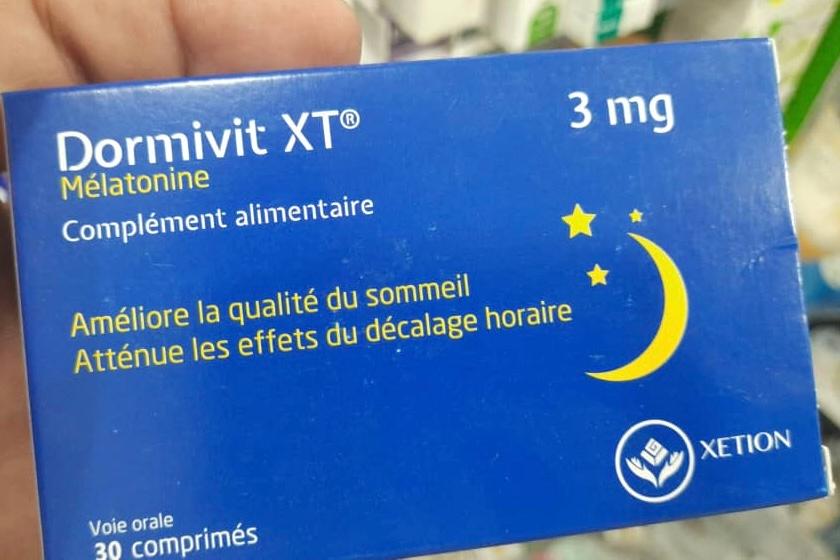 Dormivit XT®
3 mg
Mélatonine
Complément alimentaire
Améliore la qualité du sommeil
Atténue les effets du décalage horaire
XETION
Voie orale
30 comprimés